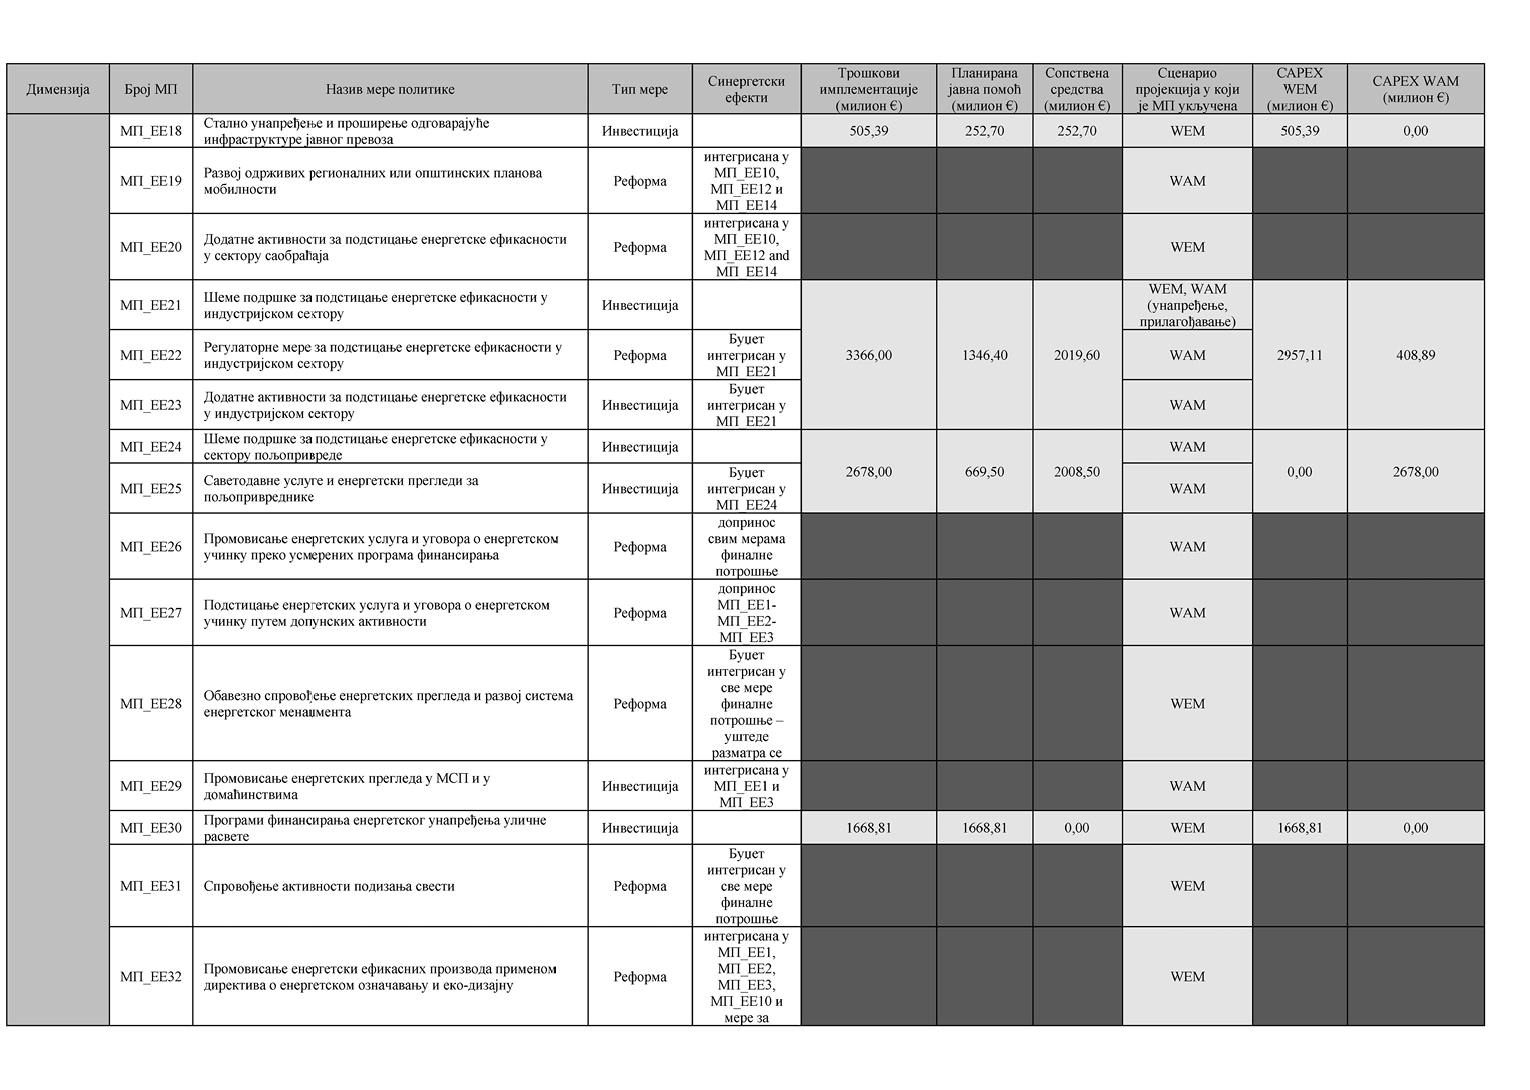 Димензија
Број МП
Назив мере политике
Тип мере
Синергетски
ефекти
Трошкови
имплементације
(милион €)
Планирана
јавна помоћ
(милион €)
Сопствена
средства
(милион €)
Сценарио
пројекција у који
је МП укључена
CAPEX
WEM
(милион €)
CAPEX WAM
(милион €)
МП_ЕЕ18
Стално унапређење и проширење одговарајуће
инфраструктуре јавног превоза
Инвестиција
505,39
252,70
252,70
WEM
505,39
0,00
МП_ЕЕ19
Развој одрживих регионалних или општинских планова
мобилности
Реформа
интегрисана у
МП_ЕЕ10,
МП_ЕЕ12 и
МП_ЕЕ14
WAM
МП_ЕЕ20
Додатне активности за подстицање енергетске ефикасности
у сектору саобраћаја
Реформа
интегрисана у
МП_ЕЕ10,
МП_ЕЕ12 and
МП_ЕЕ14
WEM
МП_ЕЕ21
Шеме подршке за подстицање енергетске ефикасности у
индустријском сектору
Инвестиција
WEM, WAM
(унапређење,
прилагођавање)
МП_ЕЕ22
Регулаторне мере за подстицање енергетске ефикасности у
индустријском сектору
Реформа
Буџет
интегрисан у
МП_ЕЕ21
3366,00
1346,40
2019,60
WAM
2957,11
408,89
МП_ЕЕ23
Додатне активности за подстицање енергетске ефикасности
у индустријском сектору
Инвестиција
Буџет
интегрисан у
МП_ЕЕ21
WAM
МП_ЕЕ24
Шеме подршке за подстицање енергетске ефикасности у
сектору пољопривреде
Инвестиција
WAM
2678,00
669,50
2008,50
0,00
2678,00
МП_ЕЕ25
Саветодавне услуге и енергетски прегледи за
пољопривреднике
Инвестиција
Буџет
интегрисан у
МП_ЕЕ24
WAM
МП_ЕЕ26
Промовисање енергетских услуга и уговора о енергетском
учинку преко усмерених програма финансирања
Реформа
допринос
свим мерама
финалне
потрошње
WAM
МП_ЕЕ27
Подстицање енергетских услуга и уговора о енергетском
учинку путем допунских активности
Реформа
допринос
МП_ЕЕ1-
МП_ЕЕ2-
МП_ЕЕ3
WAM
МП_ЕЕ28
Обавезно спровођење енергетских прегледа и развој система
енергетског менаџмента
Реформа
Буџет
интегрисан у
све мере
финалне
потрошње –
уштеде
разматра се
WEM
МП_ЕЕ29
Промовисање енергетских прегледа у МСП и у
домаћинствима
Инвестиција
интегрисана у
МП_ЕЕ1 и
МП_ЕЕ3
WAM
МП_ЕЕ30
Програми финансирања енергетског унапређења уличне
расвете
Инвестиција
1668,81
1668,81
0,00
WEM
1668,81
0,00
МП_ЕЕ31
Спровођење активности подизања свести
Реформа
Буџет
интегрисан у
све мере
финалне
потрошње
WEM
МП_ЕЕ32
Промовисање енергетски ефикасних производа применом
директива о енергетском означавању и еко-дизајну
Реформа
интегрисана у
МП_ЕЕ1,
МП_ЕЕ2,
МП_ЕЕ3,
МП_ЕЕ10 и
мере за
WEM